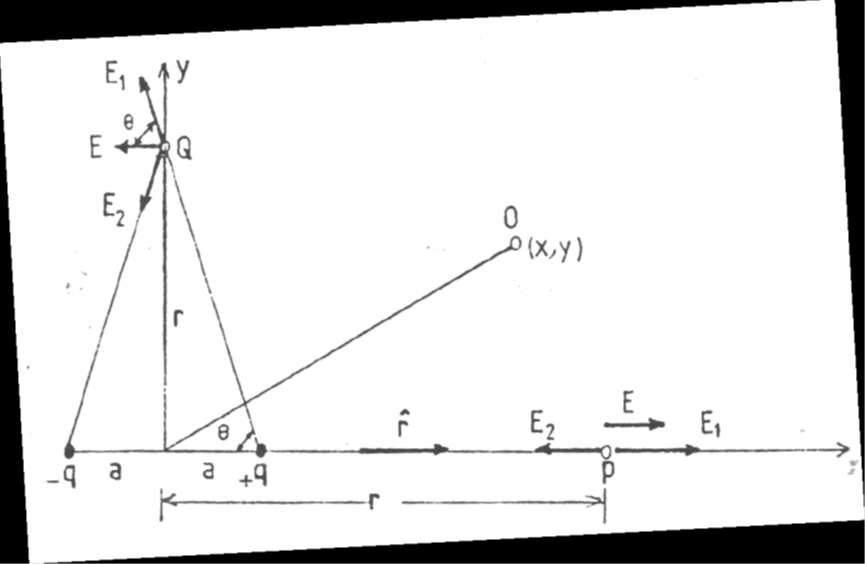 E₁ y
θ
E Q
E₂
O
(x,y)
r
θ r̂ E₂ E E₁
-q a a +q p
r